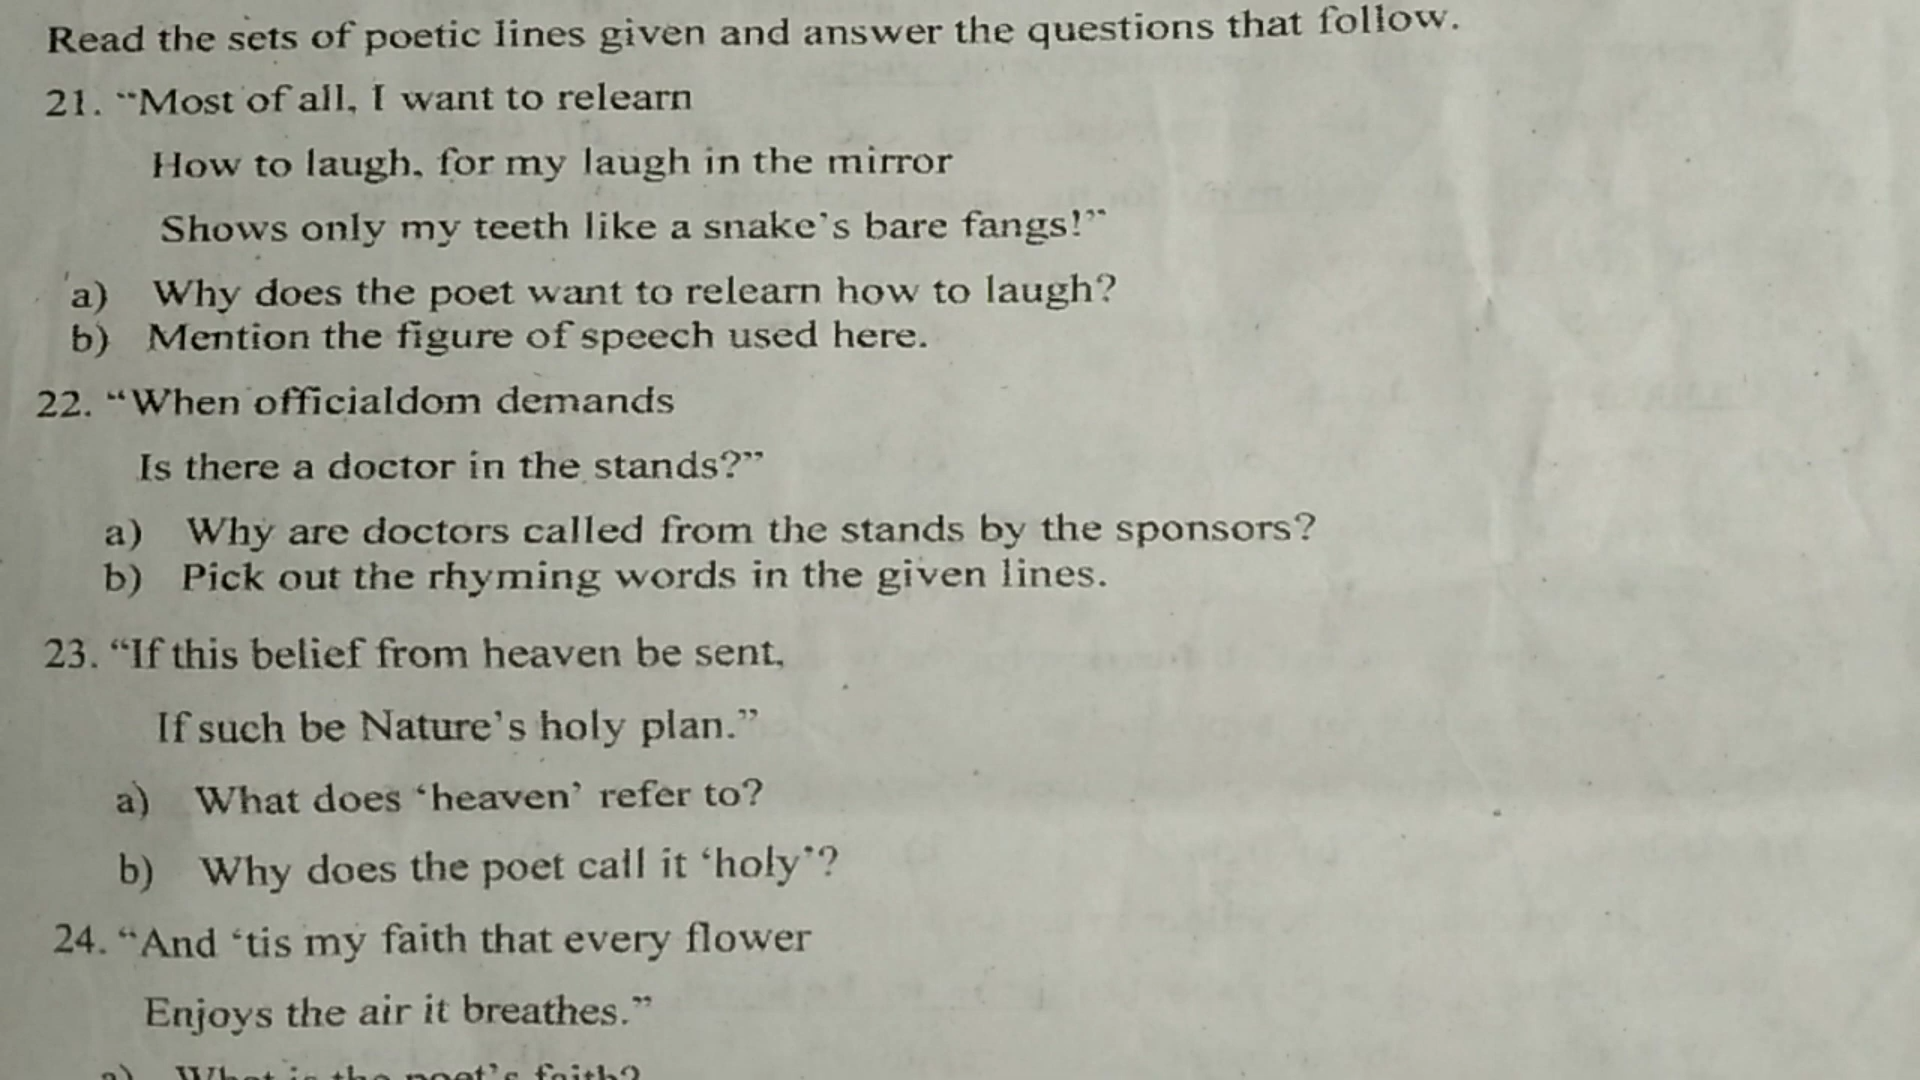 Read the sets of poetic lines given and answer the questions that follow.
21. “Most of all, I want to relearn
How to laugh, for my laugh in the mirror
Shows only my teeth like a snake’s bare fangs!”
a) Why does the poet want to relearn how to laugh?
b) Mention the figure of speech used here.
22. “When officialdom demands
Is there a doctor in the stands?”
a) Why are doctors called from the stands by the sponsors?
b) Pick out the rhyming words in the given lines.
23. “If this belief from heaven be sent,
If such be Nature’s holy plan.”
a) What does ‘heaven’ refer to?
b) Why does the poet call it ‘holy’?
24. “And ‘tis my faith that every flower
Enjoys the air it breathes.”
a) What is the poet’s faith?